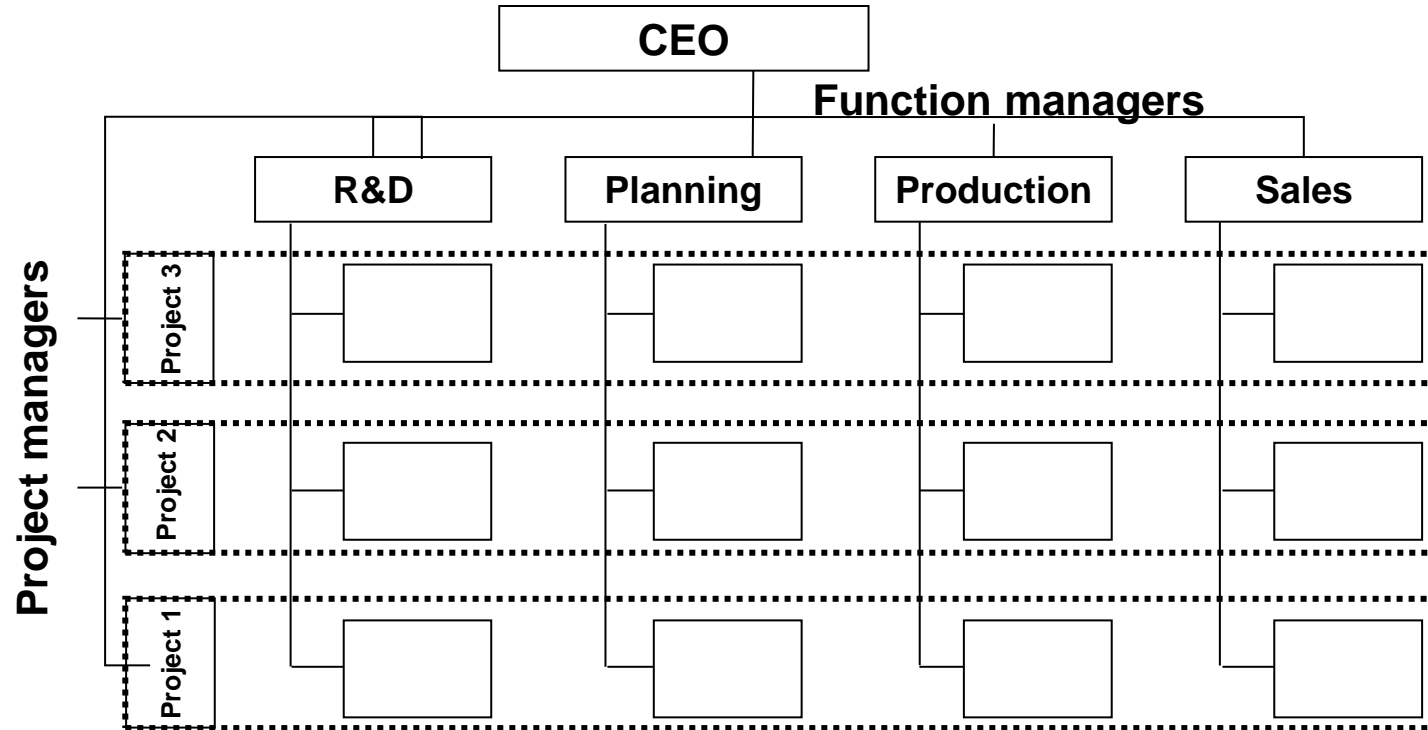 CEO
Function managers
R&D
Planning
Production
Sales
Project managers
Project 3
Project 2
Project 1